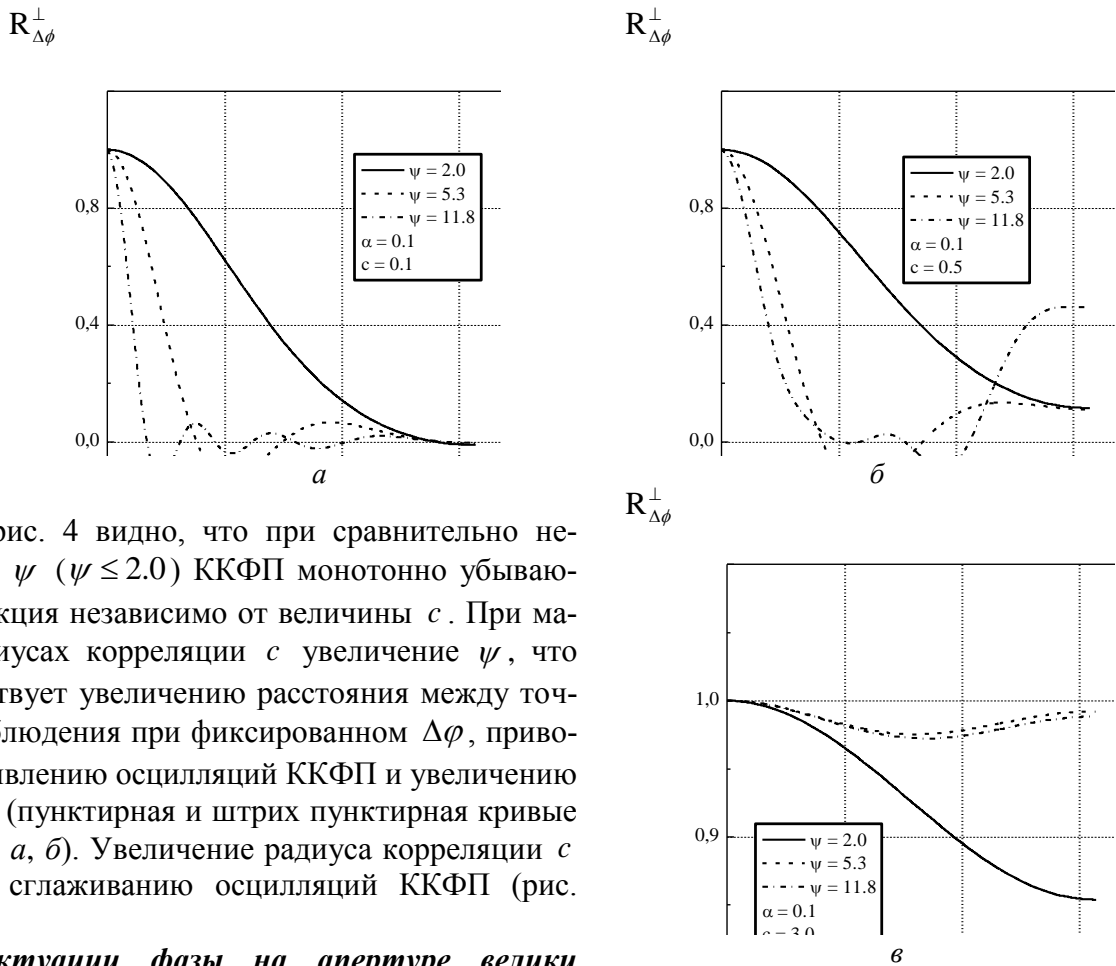 R⊥Δϕ
R⊥Δϕ
ψ = 2.0
ψ = 5.3
ψ = 11.8
α = 0.1
c = 0.1
0,8
0,4
0,0
а
ψ = 2.0
ψ = 5.3
ψ = 11.8
α = 0.1
c = 0.5
0,8
0,4
0,0
б
рис. 4 видно, что при сравнительно не-
ψ (ψ ≤ 2.0) ККФП монотонно убываю-
кция независимо от величины c . При ма-
иусах корреляции c увеличение ψ , что
ствует увеличению расстояния между точ-
блюдения при фиксированном Δφ , приво-
явлению осцилляций ККФП и увеличению
(пунктирная и штрих пунктирная кривые
а, б). Увеличение радиуса корреляции c
сглаживанию осцилляций ККФП (рис.
ктуации фазы на апертуре велики
R⊥Δϕ
1,0
0,9
ψ = 2.0
ψ = 5.3
ψ = 11.8
α = 0.1
c = 3.0
в